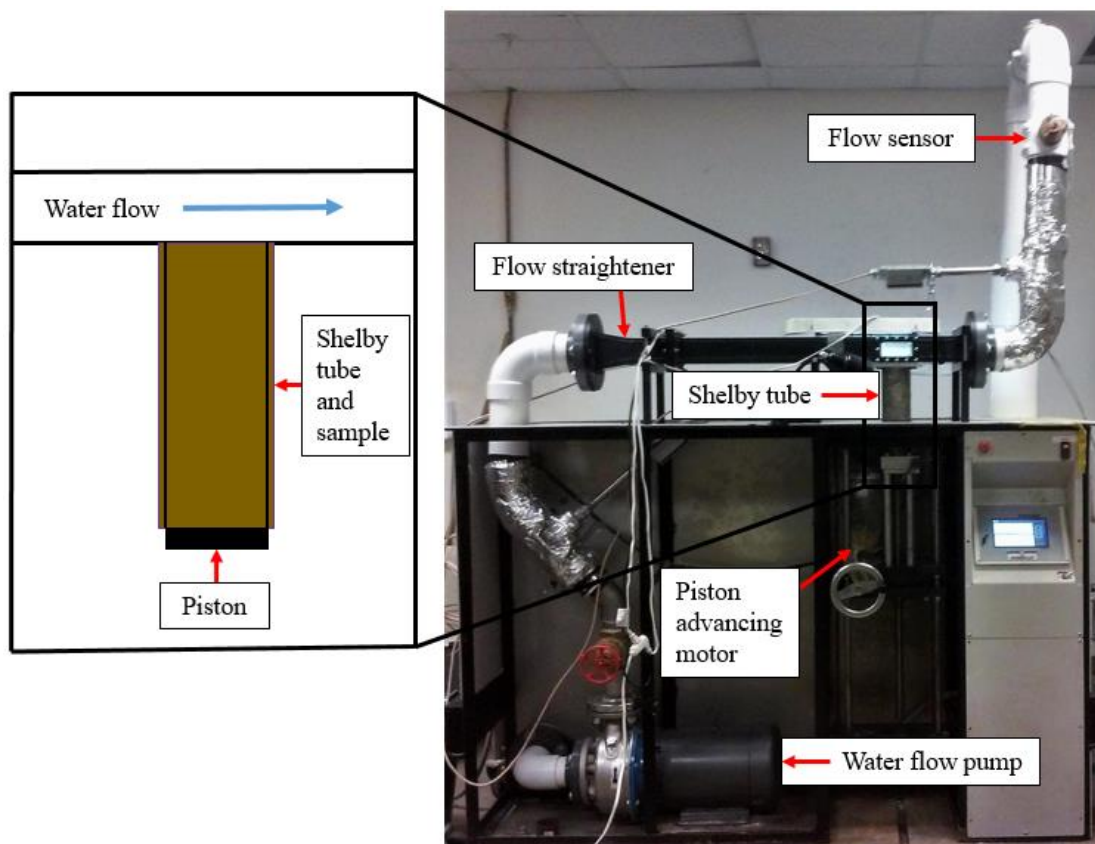 Water flow
Shelby
tube
and
sample
Piston
Flow sensor
Flow straightener
Shelby tube
Piston
advancing
motor
Water flow pump